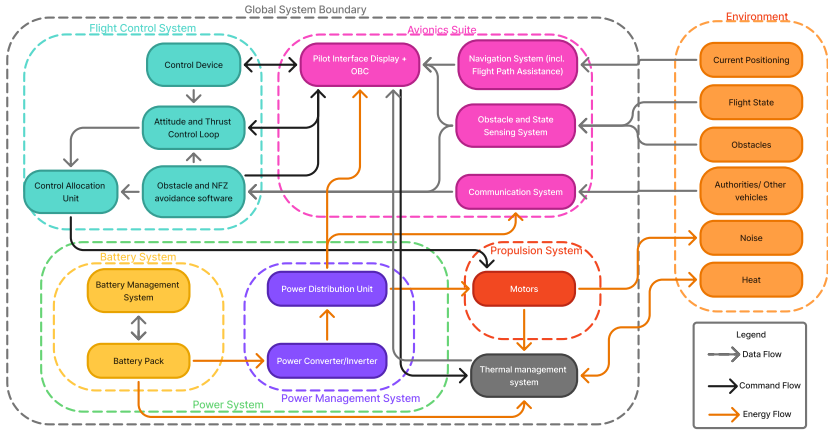 Global System Boundary
Environment
Flight Control System
Avionics Suite
Control Device
Pilot Interface Display +
OBC
Navigation System (incl.
Flight Path Assistance)
Current Positioning
Flight State
Attitude and Thrust
Control Loop
Obstacle and State
Sensing System
Obstacles
Control Allocation
Unit
Obstacle and NFZ
avoidance software
Communication System
Authorities/ Other
vehicles
Noise
Heat
Battery System
Propulsion System
Battery Management
System
Power Distribution Unit
Motors
Battery Pack
Power Converter/Inverter
Thermal management
system
Power Management System
Power System
Legend
Data Flow
Command Flow
Energy Flow